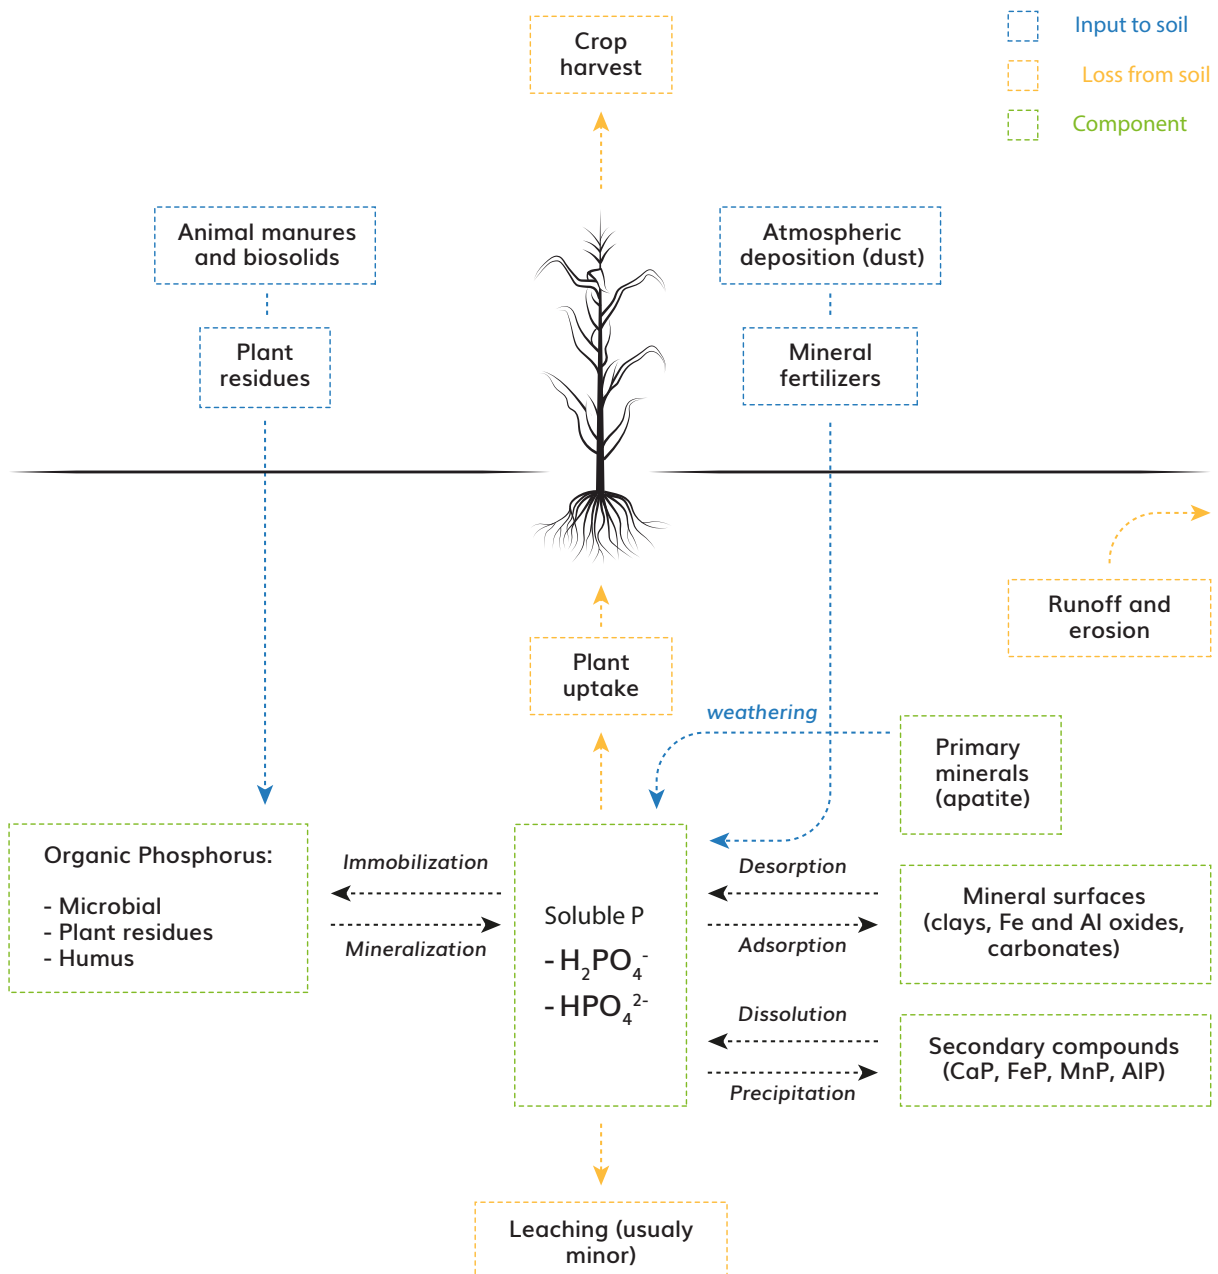 Crop
harvest
Input to soil
Loss from soil
Component
Animal manures
and biosolids
Atmospheric
deposition (dust)
Plant
residues
Mineral
fertilizers
Runoff and
erosion
Plant
uptake
weathering
Primary
minerals
(apatite)
Organic Phosphorus:
- Microbial
- Plant residues
- Humus
Immobilization
Mineralization
Soluble P
- H₂PO₄⁻
- HPO₄²⁻
Desorption
Adsorption
Mineral surfaces
(clays, Fe and Al oxides,
carbonates)
Dissolution
Precipitation
Secondary compounds
(CaP, FeP, MnP, AlP)
Leaching (usualy
minor)